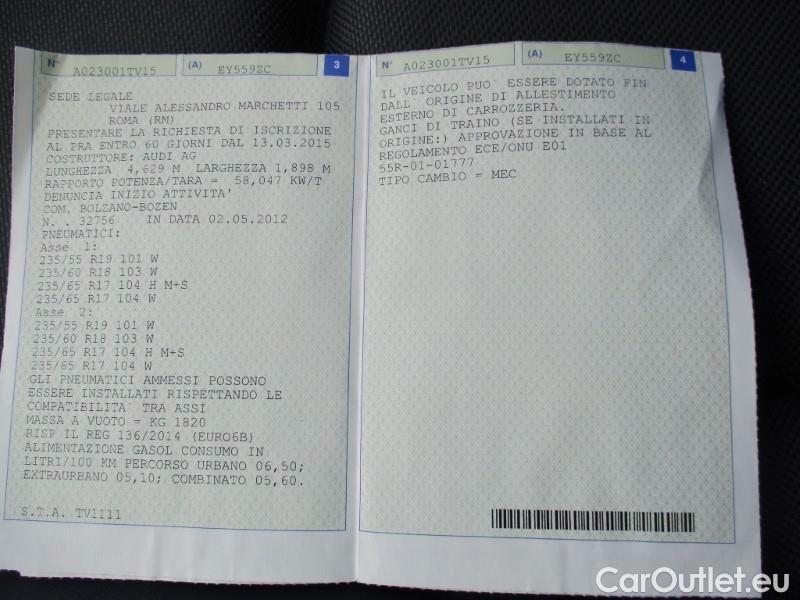 N° A023001TV15 (A) EY559ZC 3
SEDE LEGALE
VIALE ALESSANDRO MARCHETTI 105
ROMA (RM)
PRESENTARE LA RICHIESTA DI ISCRIZIONE
AL PRA ENTRO 60 GIORNI DAL 13.03.2015
COSTRUTTORE: AUDI AG
LUNGHEZZA 4,629 M LARGHEZZA 1,898 M
RAPPORTO POTENZA/TARA = 58,047 KW/T
DENUNCIA INIZIO ATTIVITA'
COM. BOLZANO-BOZEN
N. . 32756 IN DATA 02.05.2012
PNEUMATICI:
Asse 1:
235/55 R19 101 W
235/60 R18 103 W
235/65 R17 104 H M+S
235/65 R17 104 W
Asse 2:
235/55 R19 101 W
235/60 R18 103 W
235/65 R17 104 H M+S
235/65 R17 104 W
GLI PNEUMATICI AMMESSI POSSONO
ESSERE INSTALLATI RISPETTANDO LE
COMPATIBILITA` TRA ASSI
MASSA A VUOTO = KG 1820
RISP IL REG 136/2014 (EURO6B)
ALIMENTAZIONE GASOL CONSUMO IN
LITRI/100 KM PERCORSO URBANO 06,50;
EXTRAURBANO 05,10; COMBINATO 05,60.
S.T.A. TV1111
N° A023001TV15 (A) EY559ZC 4
IL VEICOLO PUO` ESSERE DOTATO FIN
DALL` ORIGINE DI ALLESTIMENTO
ESTERNO DI CARROZZERIA.
GANCI DI TRAINO (SE INSTALLATI IN
ORIGINE:) APPROVAZIONE IN BASE AL
REGOLAMENTO ECE/ONU E01
55R-01-01777
TIPO CAMBIO = MEC
CarOutlet.eu